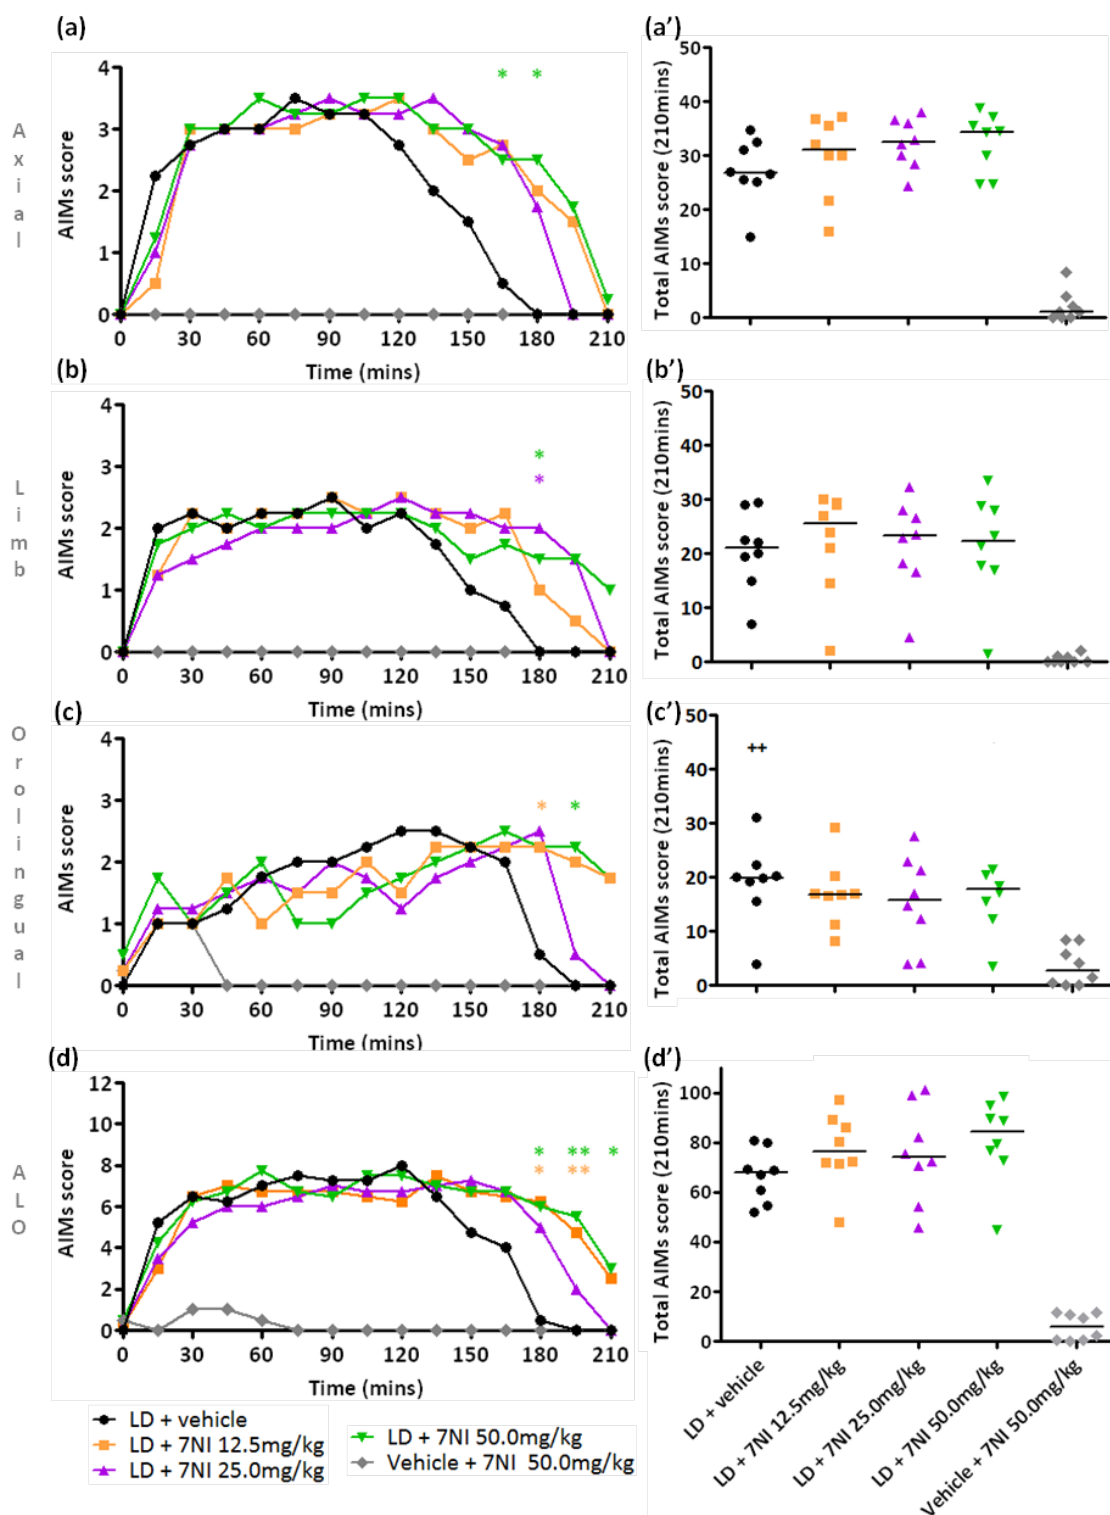 (a)
(a')
Axial
AIMs score
4
3
2
1
0
* *
0 30 60 90 120 150 180 210
Time (mins)
Total AIMs score (210mins)
50
40
30
20
10
0
(b)
(b')
Limb
AIMs score
4
3
2
1
0
*
*
0 30 60 90 120 150 180 210
Time (mins)
Total AIMs score (210mins)
50
40
30
20
10
0
(c)
(c')
Orolingual
AIMs score
4
3
2
1
0
* *
0 30 60 90 120 150 180 210
Time (mins)
Total AIMs score (210mins)
50
40
30
20
10
0
++
(d)
(d')
ALO
AIMs score
12
10
8
6
4
2
0
* ** *
* **
0 30 60 90 120 150 180 210
Time (mins)
Total AIMs score (210mins)
100
80
60
40
20
0
LD + vehicle
LD + 7NI 12.5mg/kg
LD + 7NI 25.0mg/kg
LD + 7NI 50.0mg/kg
Vehicle + 7NI 50.0mg/kg
LD + vehicle
LD + 7NI 12.5mg/kg
LD + 7NI 25.0mg/kg
LD + 7NI 50.0mg/kg
Vehicle + 7NI 50.0mg/kg